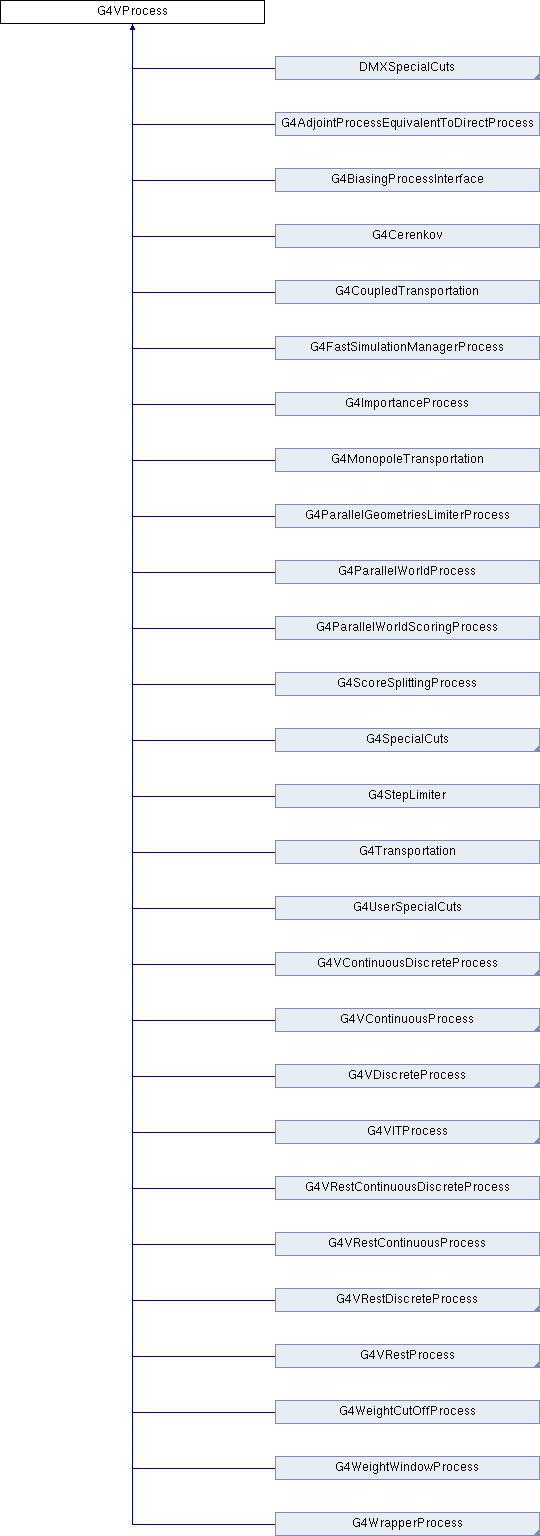 G4VProcess
DMXSpecialCuts
G4AdjointProcessEquivalentToDirectProcess
G4BiasingProcessInterface
G4Cerenkov
G4CoupledTransportation
G4FastSimulationManagerProcess
G4ImportanceProcess
G4MonopoleTransportation
G4ParallelGeometriesLimiterProcess
G4ParallelWorldProcess
G4ParallelWorldScoringProcess
G4ScoreSplittingProcess
G4SpecialCuts
G4StepLimiter
G4Transportation
G4UserSpecialCuts
G4VContinuousDiscreteProcess
G4VContinuousProcess
G4VDiscreteProcess
G4VITProcess
G4VRestContinuousDiscreteProcess
G4VRestContinuousProcess
G4VRestDiscreteProcess
G4VRestProcess
G4WeightCutOffProcess
G4WeightWindowProcess
G4WrapperProcess